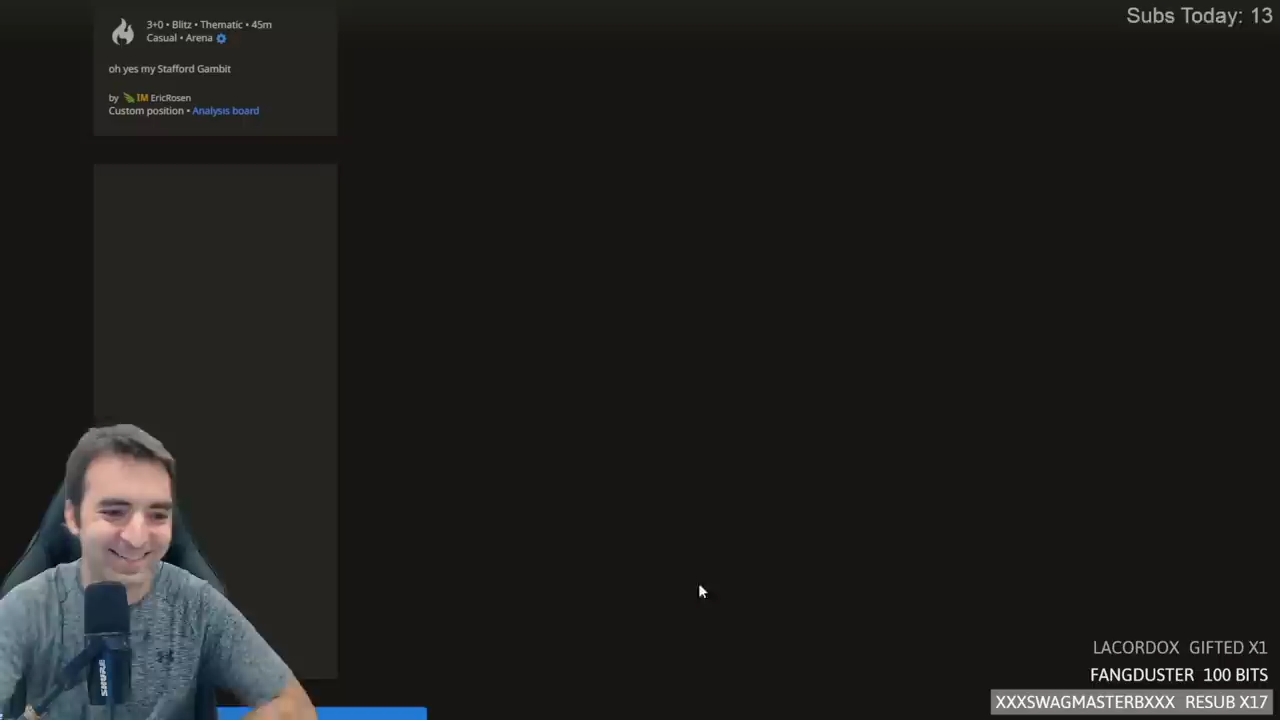 3+0 • Blitz • Thematic • 45m
Casual • Arena
Subs Today: 13
oh yes my Stafford Gambit
by IM EricRosen
Custom position • Analysis board
LACORDOX GIFTED X1
FANGDUSTER 100 BITS
XXXSWAGMASTERBXXX RESUB X17
SHURE